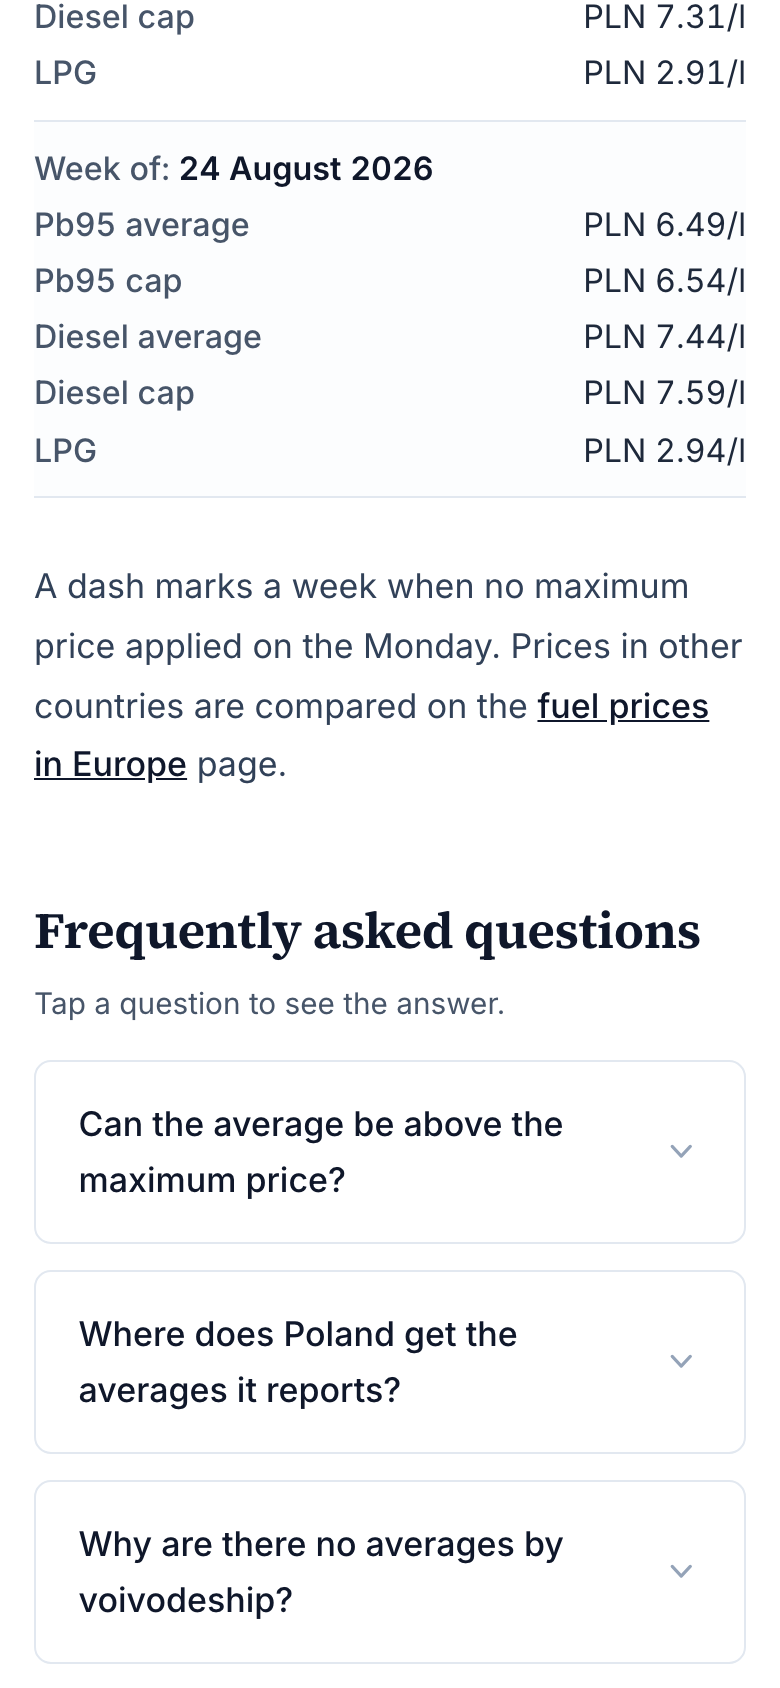 Diesel cap PLN 7.31/l
LPG PLN 2.91/l
Week of: 24 August 2026
Pb95 average PLN 6.49/l
Pb95 cap PLN 6.54/l
Diesel average PLN 7.44/l
Diesel cap PLN 7.59/l
LPG PLN 2.94/l
A dash marks a week when no maximum
price applied on the Monday. Prices in other
countries are compared on the fuel prices
in Europe page.
Frequently asked questions
Tap a question to see the answer.
Can the average be above the
maximum price?
Where does Poland get the
averages it reports?
Why are there no averages by
voivodeship?